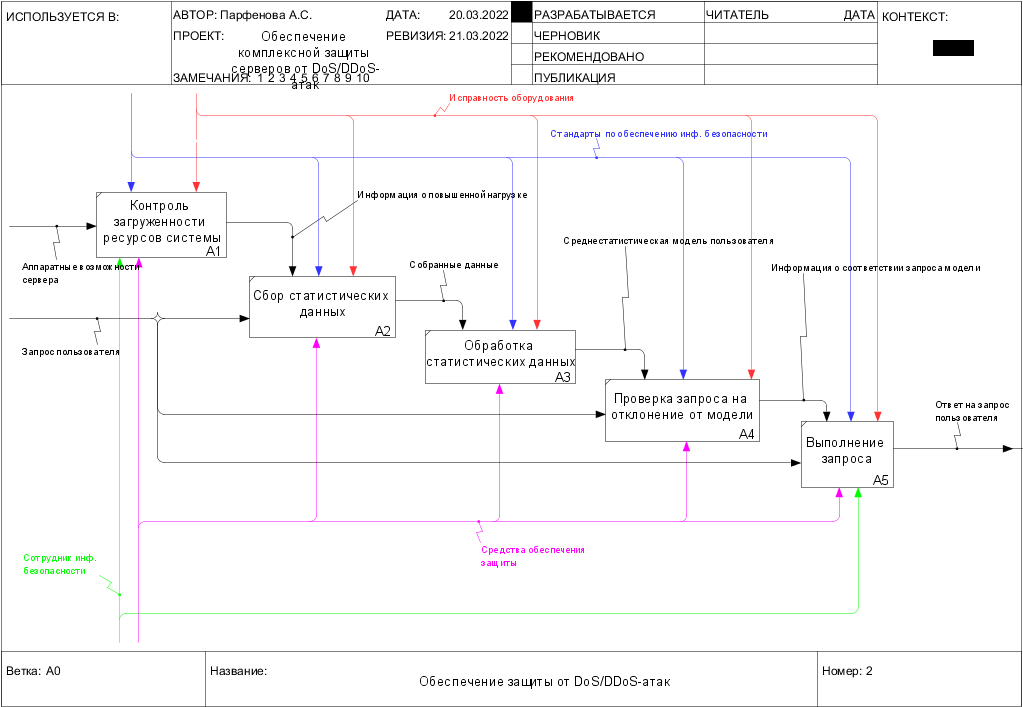 ИСПОЛЬЗУЕТСЯ В:
АВТОР: Парфенова А.С.
ДАТА: 20.03.2022
РАЗРАБАТЫВАЕТСЯ
ЧИТАТЕЛЬ
ДАТА
КОНТЕКСТ:
ПРОЕКТ: Обеспечение
комплексной защиты
серверов от DoS/DDoS-
атак
РЕВИЗИЯ: 21.03.2022
ЧЕРНОВИК
РЕКОМЕНДОВАНО
ЗАМЕЧАНИЯ: 1 2 3 4 5 6 7 8 9 10
ПУБЛИКАЦИЯ
Исправность оборудования
Стандарты по обеспечению инф. безопасности
Информация о повышенной нагрузке
Контроль
загруженности
ресурсов системы
A1
Среднестатистическая модель пользователя
Аппаратные возможности
сервера
Собранные данные
Информация о соответствии запроса модели
Сбор статистических
данных
A2
Запрос пользователя
Обработка
статистических данных
A3
Проверка запроса на
отклонение от модели
A4
Ответ на запрос
пользователя
Выполнение
запроса
A5
Средства обеспечения
защиты
Сотрудник инф.
безопасности
Ветка: A0
Название:
Обеспечение защиты от DoS/DDoS-атак
Номер: 2